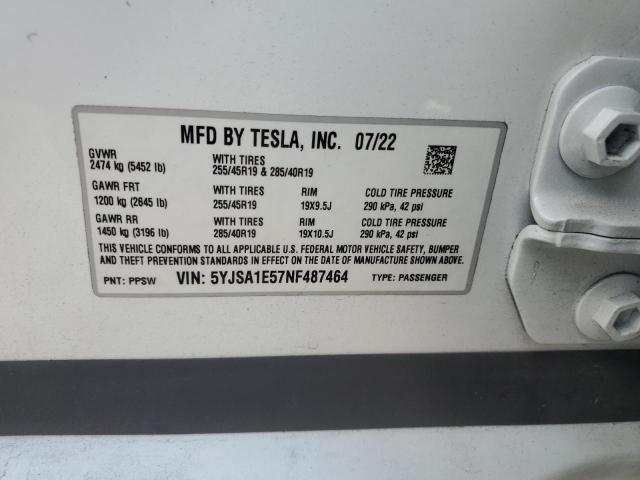 MFD BY TESLA, INC. 07/22
GVWR
2474 kg (5452 lb)
WITH TIRES
255/45R19 & 285/40R19
GAWR FRT
1200 kg (2645 lb)
WITH TIRES
255/45R19
RIM
19X9.5J
COLD TIRE PRESSURE
290 kPa, 42 psi
GAWR RR
1450 kg (3196 lb)
WITH TIRES
285/40R19
RIM
19X10.5J
COLD TIRE PRESSURE
290 kPa, 42 psi
THIS VEHICLE CONFORMS TO ALL APPLICABLE U.S. FEDERAL MOTOR VEHICLE SAFETY, BUMPER
AND THEFT PREVENTION STANDARDS IN EFFECT ON THE DATE OF MANUFACTURE SHOWN ABOVE.
PNT: PPSW VIN: 5YJSA1E57NF487464 TYPE: PASSENGER